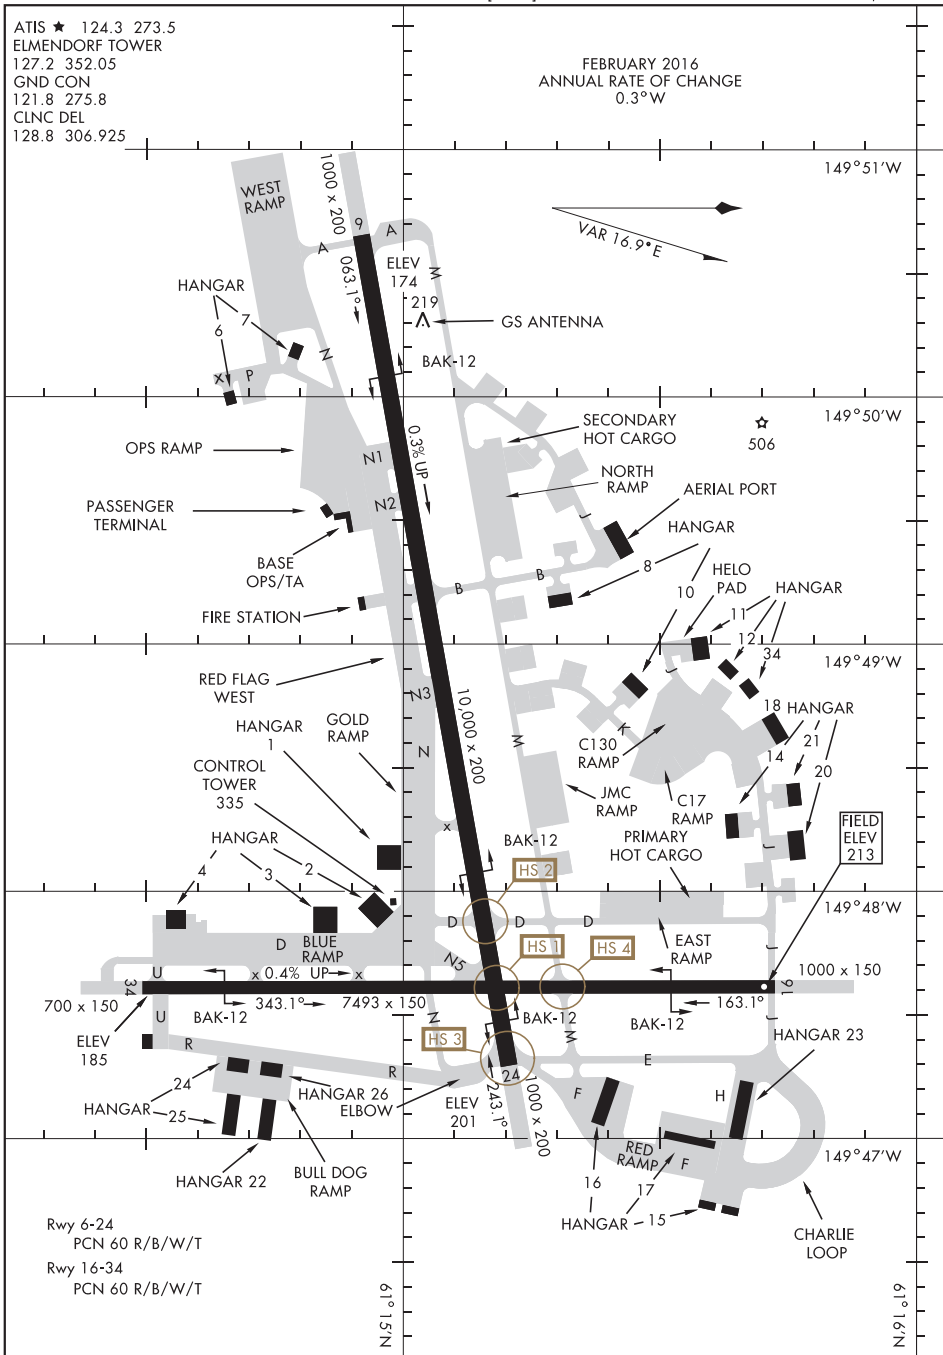 ATIS ★ 124.3 273.5
ELMENDORF TOWER
127.2 352.05
GND CON
121.8 275.8
CLNC DEL
128.8 306.925
FEBRUARY 2016
ANNUAL RATE OF CHANGE
0.3° W
149°51'W
VAR 16.9° E
WEST
RAMP
1000 x 200
9
A
A
063.1°
ELEV
174
M
219
GS ANTENNA
HANGAR
7
6
N
X
P
BAK-12
149°50'W
SECONDARY
HOT CARGO
506
OPS RAMP
0.3% UP
N1
NORTH
RAMP
AERIAL PORT
PASSENGER
TERMINAL
N2
J
HANGAR
BASE
OPS/TA
8
10
HELO
PAD
HANGAR
B
B
11
12
34
FIRE STATION
149°49'W
RED FLAG
WEST
J
N3
10,000 x 200
HANGAR
1
GOLD
RAMP
K
18
HANGAR
N
M
C130
RAMP
14
21
20
CONTROL
TOWER
335
JMC
RAMP
C17
RAMP
FIELD
ELEV
213
x
BAK-12
PRIMARY
HOT CARGO
J
HANGAR
4
3
2
HS 2
149°48'W
D
D
D
D
BLUE
RAMP
N5
HS 1
HS 4
EAST
RAMP
J
U
x 0.4% UP x
34
16
1000 x 150
700 x 150
343.1°
7493 x 150
163.1°
U
BAK-12
N
BAK-12
M
BAK-12
J
ELEV
185
HS 3
HANGAR 23
R
R
E
24
24
HANGAR 26
ELBOW
F
H
HANGAR
25
ELEV
201
243.1°
1000 x 200
149°47'W
HANGAR 22
BULL DOG
RAMP
RED
RAMP
F
16
17
HANGAR
15
CHARLIE
LOOP
Rwy 6-24
PCN 60 R/B/W/T
Rwy 16-34
PCN 60 R/B/W/T
61°15'N
61°16'N